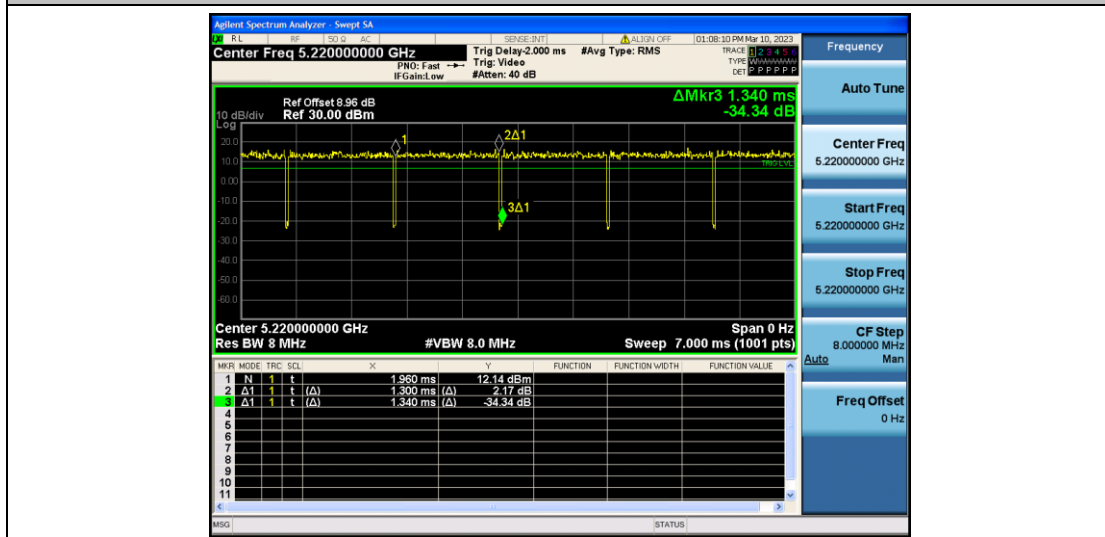 Agilent Spectrum Analyzer - Swept SA
RL RF 50 Ω AC SENSE:INT ALIGN OFF 01:08:10 PM Mar 10, 2023
Center Freq 5.220000000 GHz Trig Delay-2.000 ms #Avg Type: RMS TRACE 1 2 3 4 5 6
PNO: Fast Trig: Video TYPE
IFGain:Low #Atten: 40 dB DET P P P P P P
ΔMkr3 1.340 ms
-34.34 dB
Ref Offset 8.96 dB
10 dB/div Ref 30.00 dBm
Log
20.0
10.0
0.00
-10.0
-20.0
-30.0
-40.0
-50.0
-60.0
1
2Δ1
TRIG LVL
3Δ1
Center 5.220000000 GHz Span 0 Hz
Res BW 8 MHz #VBW 8.0 MHz Sweep 7.000 ms (1001 pts)
MKR MODE TRC SCL X Y FUNCTION FUNCTION WIDTH FUNCTION VALUE
1 N 1 t 1.960 ms 12.14 dBm
2 Δ1 1 t (Δ) 1.300 ms (Δ) 2.17 dB
3 Δ1 1 t (Δ) 1.340 ms (Δ) -34.34 dB
4
5
6
7
8
9
10
11
MSG STATUS
Frequency
Auto Tune
Center Freq
5.220000000 GHz
Start Freq
5.220000000 GHz
Stop Freq
5.220000000 GHz
CF Step
8.000000 MHz
Auto Man
Freq Offset
0 Hz